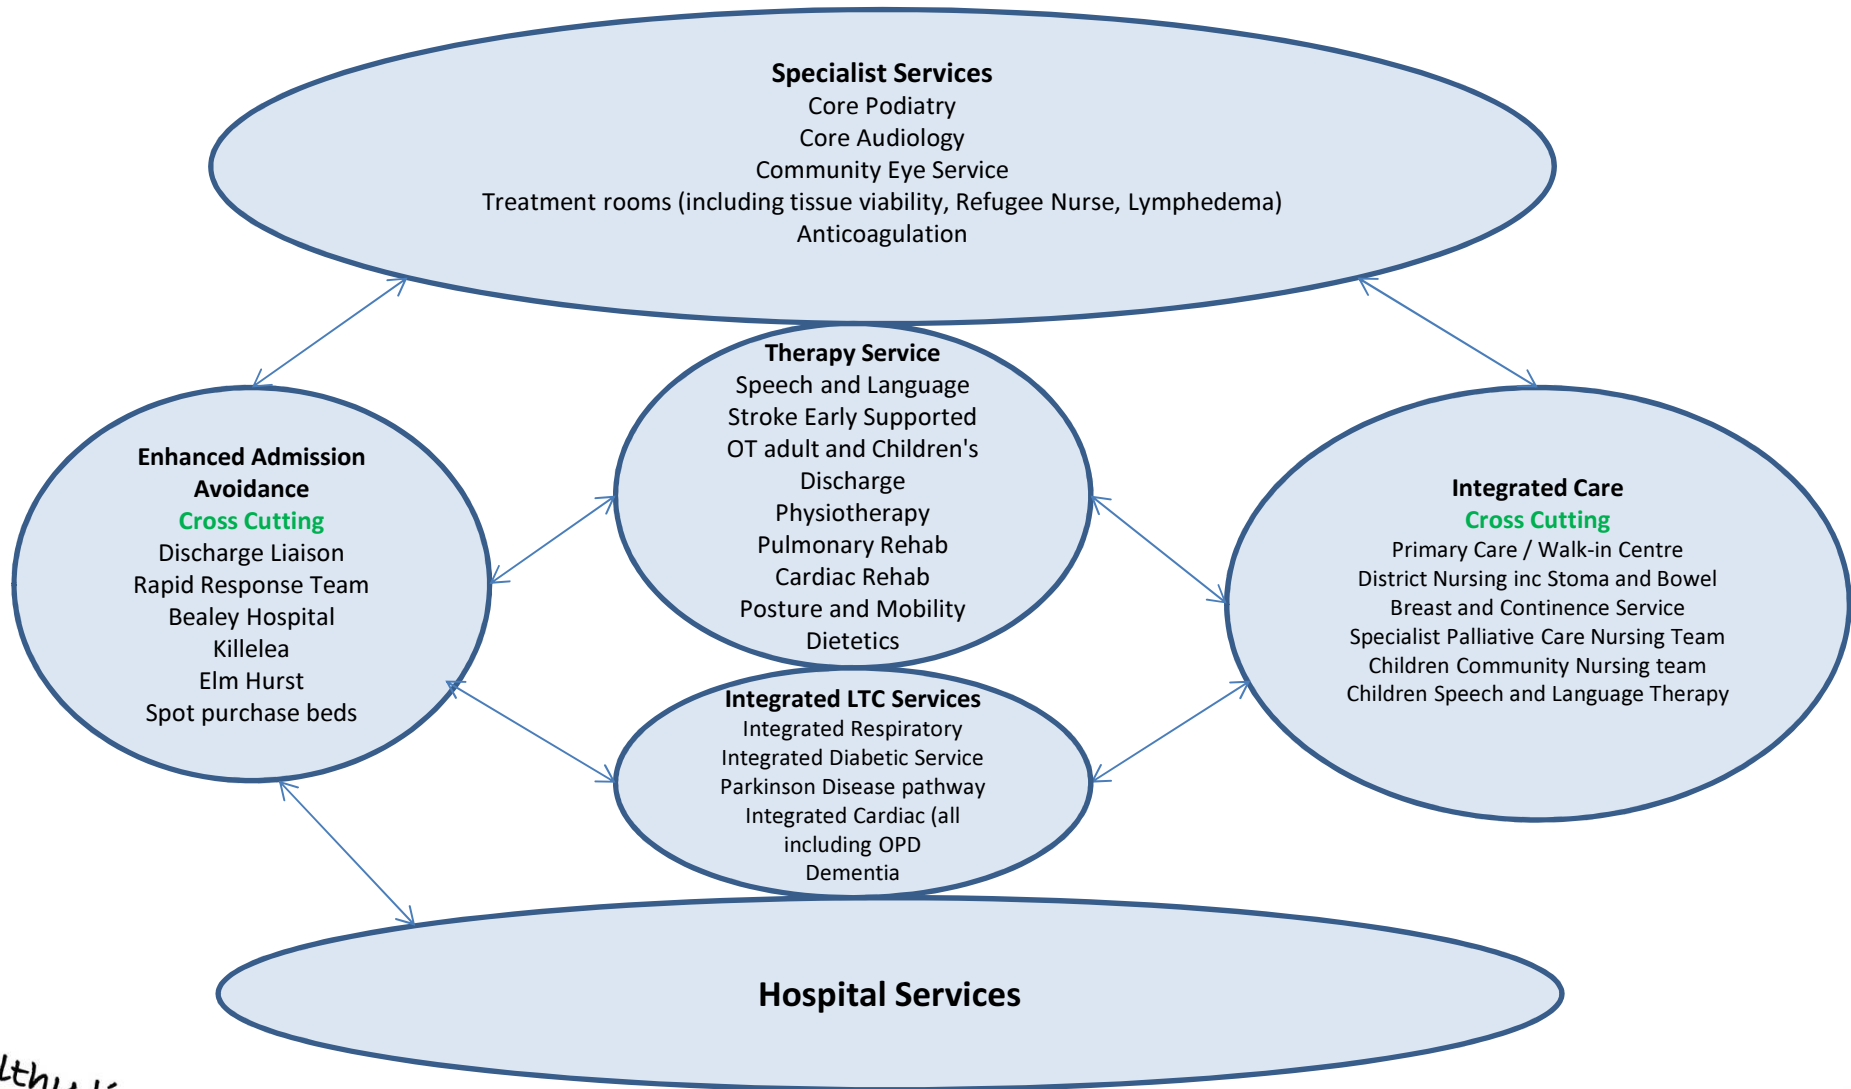 Specialist Services
Core Podiatry
Core Audiology
Community Eye Service
Treatment rooms (including tissue viability, Refugee Nurse, Lymphedema)
Anticoagulation
Therapy Service
Speech and Language
Stroke Early Supported
OT adult and Children's
Discharge
Physiotherapy
Pulmonary Rehab
Cardiac Rehab
Posture and Mobility
Dietetics
Enhanced Admission
Avoidance
Cross Cutting
Discharge Liaison
Rapid Response Team
Bealey Hospital
Killelea
Elm Hurst
Spot purchase beds
Integrated Care
Cross Cutting
Primary Care / Walk-in Centre
District Nursing inc Stoma and Bowel
Breast and Continence Service
Specialist Palliative Care Nursing Team
Children Community Nursing team
Children Speech and Language Therapy
Integrated LTC Services
Integrated Respiratory
Integrated Diabetic Service
Parkinson Disease pathway
Integrated Cardiac (all
including OPD
Dementia
Hospital Services